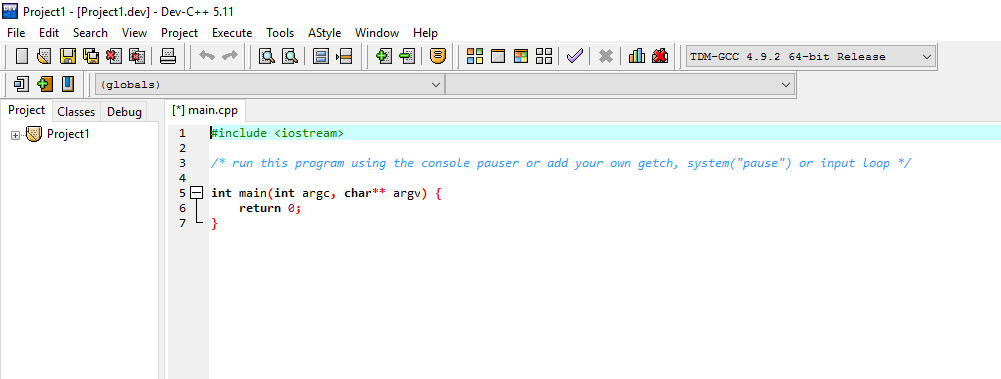 DEV Project1 - [Project1.dev] - Dev-C++ 5.11
File Edit Search View Project Execute Tools AStyle Window Help
TDM-GCC 4.9.2 64-bit Release
(globals)
Project Classes Debug [*] main.cpp
Project1
1 #include <iostream>
2
3 /* run this program using the console pauser or add your own getch, system("pause") or input loop */
4
5 int main(int argc, char** argv) {
6 return 0;
7 }